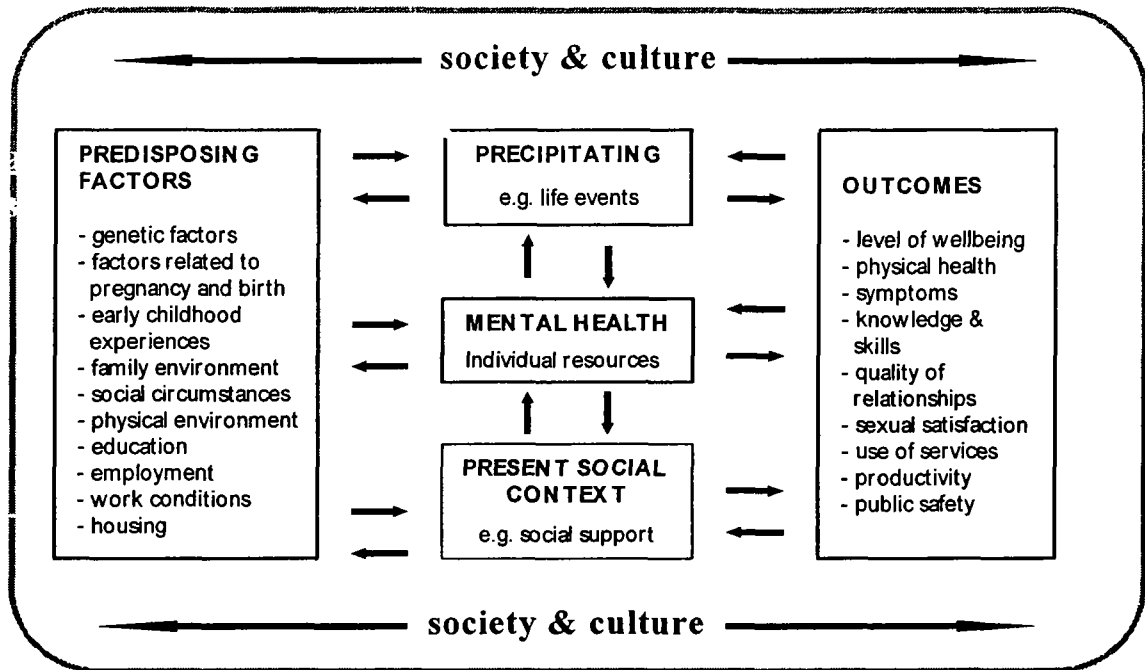 society & culture
PREDISPOSING
FACTORS
- genetic factors
- factors related to
pregnancy and birth
- early childhood
experiences
- family environment
- social circumstances
- physical environment
- education
- employment
- work conditions
- housing
PRECIPITATING
e.g. life events
MENTAL HEALTH
Individual resources
PRESENT SOCIAL
CONTEXT
e.g. social support
OUTCOMES
- level of wellbeing
- physical health
- symptoms
- knowledge &
skills
- quality of
relationships
- sexual satisfaction
- use of services
- productivity
- public safety
society & culture